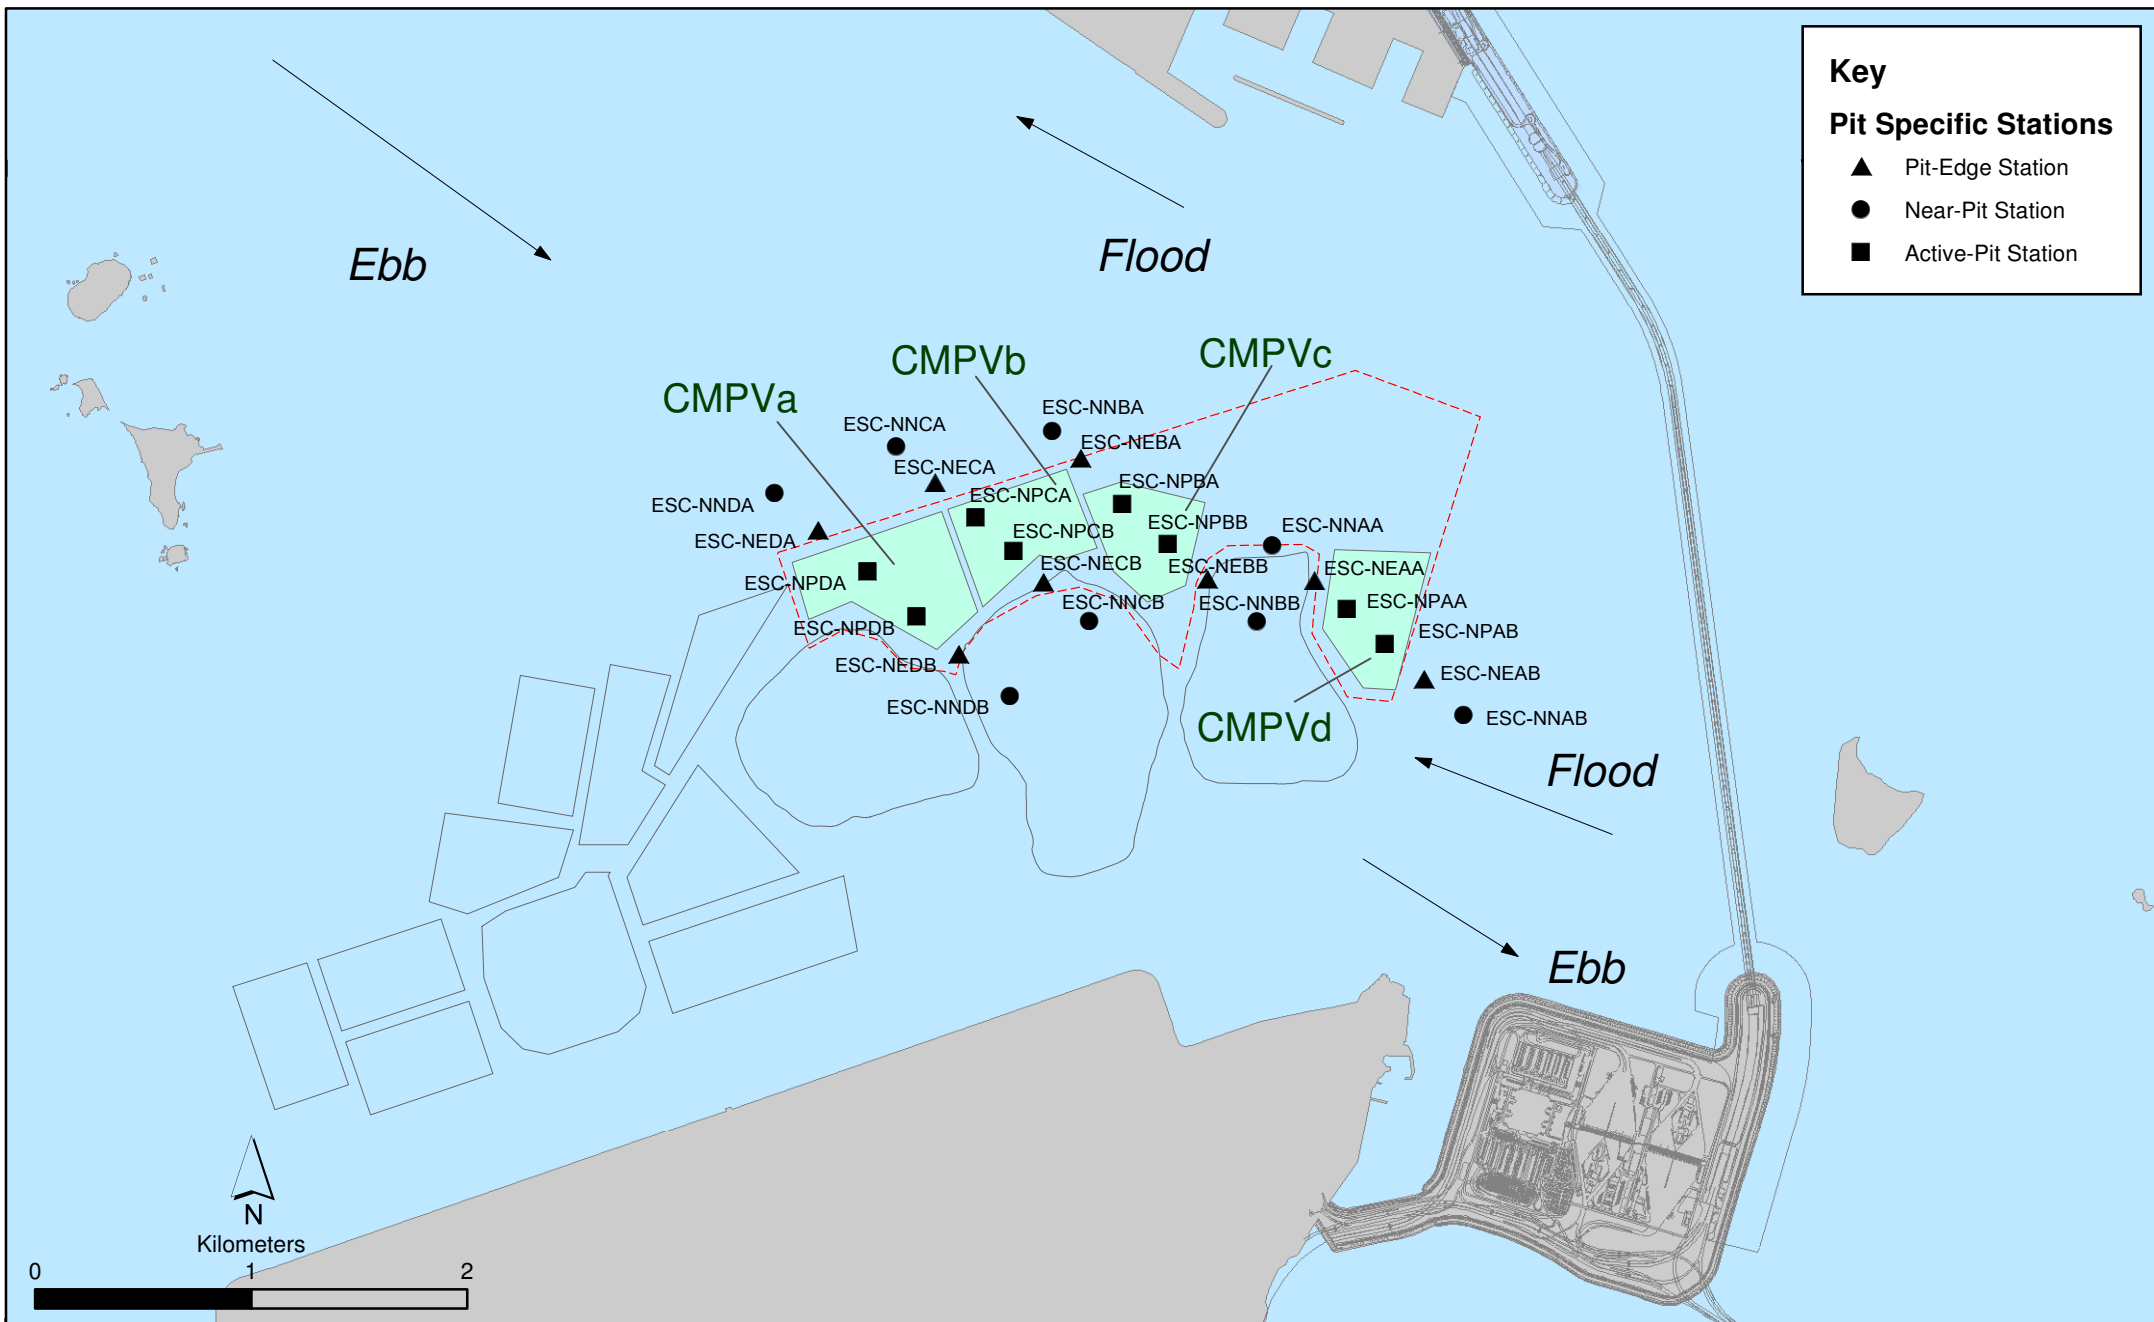 Key
Pit Specific Stations
Pit-Edge Station
Near-Pit Station
Active-Pit Station
Ebb
Flood
CMPVa
CMPVb
CMPVc
ESC-NNBA
ESC-NNCA
ESC-NEBA
ESC-NECA
ESC-NPBA
ESC-NNDA
ESC-NPCA
ESC-NPBB
ESC-NNAA
ESC-NEDA
ESC-NPCB
ESC-NECB
ESC-NEBB
ESC-NEAA
ESC-NPDA
ESC-NNCB
ESC-NNBB
ESC-NPAA
ESC-NPDB
ESC-NPAB
ESC-NEDB
ESC-NEAB
ESC-NNDB
ESC-NNAB
CMPVd
Flood
Ebb
N
Kilometers
0 1 2